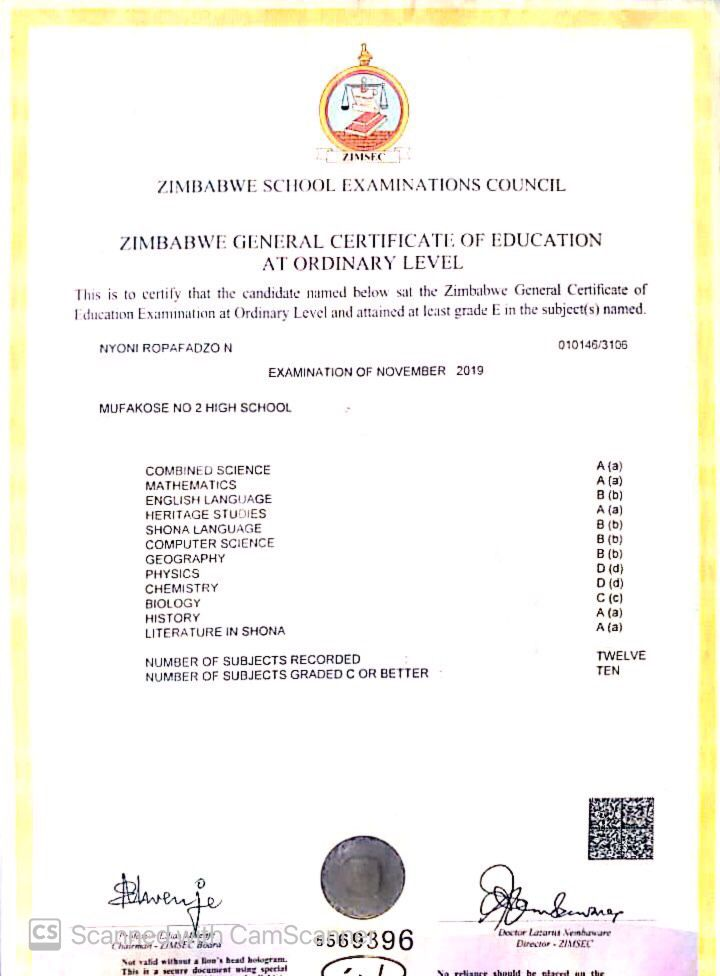 ZIMSEC
ZIMBABWE SCHOOL EXAMINATIONS COUNCIL
ZIMBABWE GENERAL CERTIFICATE OF EDUCATION
AT ORDINARY LEVEL
This is to certify that the candidate named below sat the Zimbabwe General Certificate of
Education Examination at Ordinary Level and attained at least grade E in the subject(s) named.
NYONI ROPAFADZO N 010146/3106
EXAMINATION OF NOVEMBER 2019
MUFAKOSE NO 2 HIGH SCHOOL
COMBINED SCIENCE A (a)
MATHEMATICS A (a)
ENGLISH LANGUAGE B (b)
HERITAGE STUDIES A (a)
SHONA LANGUAGE B (b)
COMPUTER SCIENCE B (b)
GEOGRAPHY B (b)
PHYSICS D (d)
CHEMISTRY D (d)
BIOLOGY C (c)
HISTORY A (a)
LITERATURE IN SHONA A (a)
NUMBER OF SUBJECTS RECORDED TWELVE
NUMBER OF SUBJECTS GRADED C OR BETTER TEN
Doctor Lazarus Nembaware
Chairman - ZIMSEC Board
Director - ZIMSEC
CS Scanned with CamScanner
6569396
Not valid without a lion's head hologram.
This is a secure document using special
No reliance should be placed on the